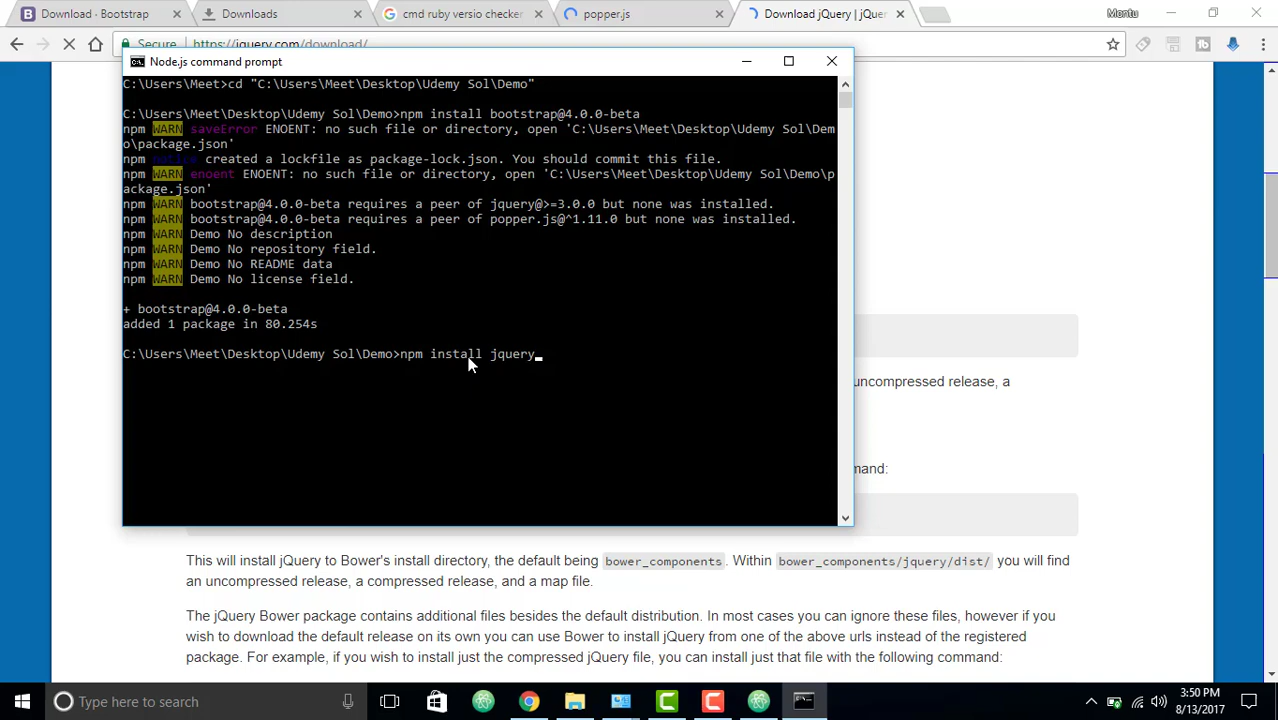 Download · Bootstrap
Downloads
cmd ruby versio checker
popper.js
Download jQuery | jQuer
Montu
Secure
https://jquery.com/download/
Node.js command prompt
C:\Users\Meet>cd "C:\Users\Meet\Desktop\Udemy Sol\Demo"
C:\Users\Meet\Desktop\Udemy Sol\Demo>npm install bootstrap@4.0.0-beta
npm WARN saveError ENOENT: no such file or directory, open 'C:\Users\Meet\Desktop\Udemy Sol\Dem
o\package.json'
npm notice created a lockfile as package-lock.json. You should commit this file.
npm WARN enoent ENOENT: no such file or directory, open 'C:\Users\Meet\Desktop\Udemy Sol\Demo\p
ackage.json'
npm WARN bootstrap@4.0.0-beta requires a peer of jquery@>=3.0.0 but none was installed.
npm WARN bootstrap@4.0.0-beta requires a peer of popper.js@^1.11.0 but none was installed.
npm WARN Demo No description
npm WARN Demo No repository field.
npm WARN Demo No README data
npm WARN Demo No license field.
+ bootstrap@4.0.0-beta
added 1 package in 80.254s
C:\Users\Meet\Desktop\Udemy Sol\Demo>npm install jquery
uncompressed release, a
mand:
This will install jQuery to Bower's install directory, the default being bower_components. Within bower_components/jquery/dist/ you will find
an uncompressed release, a compressed release, and a map file.
The jQuery Bower package contains additional files besides the default distribution. In most cases you can ignore these files, however if you
wish to download the default release on its own you can use Bower to install jQuery from one of the above urls instead of the registered
package. For example, if you wish to install just the compressed jQuery file, you can install just that file with the following command:
Type here to search
3:50 PM
8/13/2017